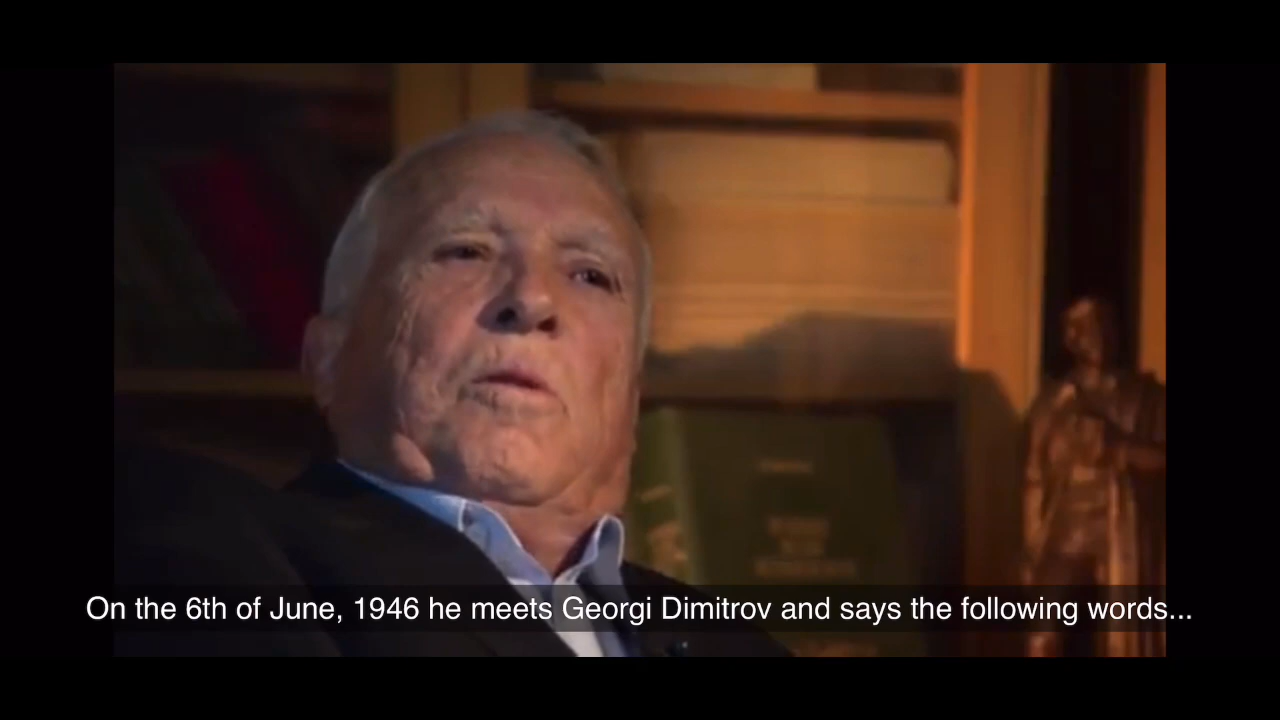 On the 6th of June, 1946 he meets Georgi Dimitrov and says the following words...